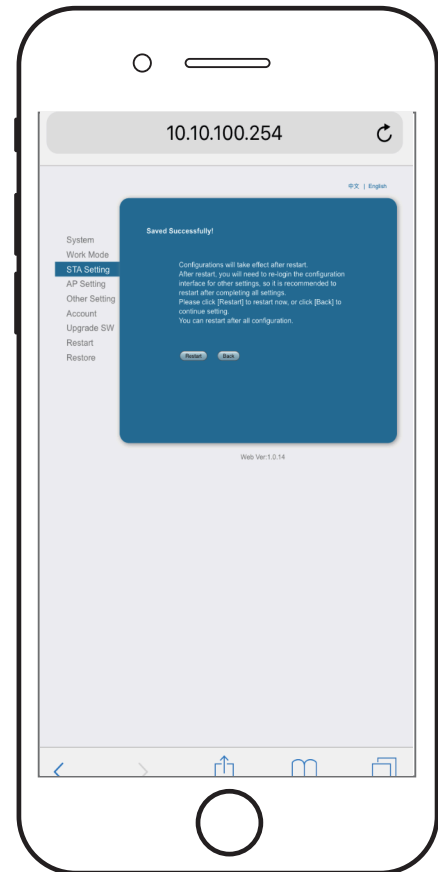 10.10.100.254
中文 | English
System
Work Mode
STA Setting
AP Setting
Other Setting
Account
Upgrade SW
Restart
Restore
Saved Successfully!
Configurations will take effect after restart.
After restart, you will need to re-login the configuration
interface for other settings, so it is recommended to
restart after completing all settings.
Please click [Restart] to restart now, or click [Back] to
continue setting.
You can restart after all configuration.
Restart Back
Web Ver:1.0.14